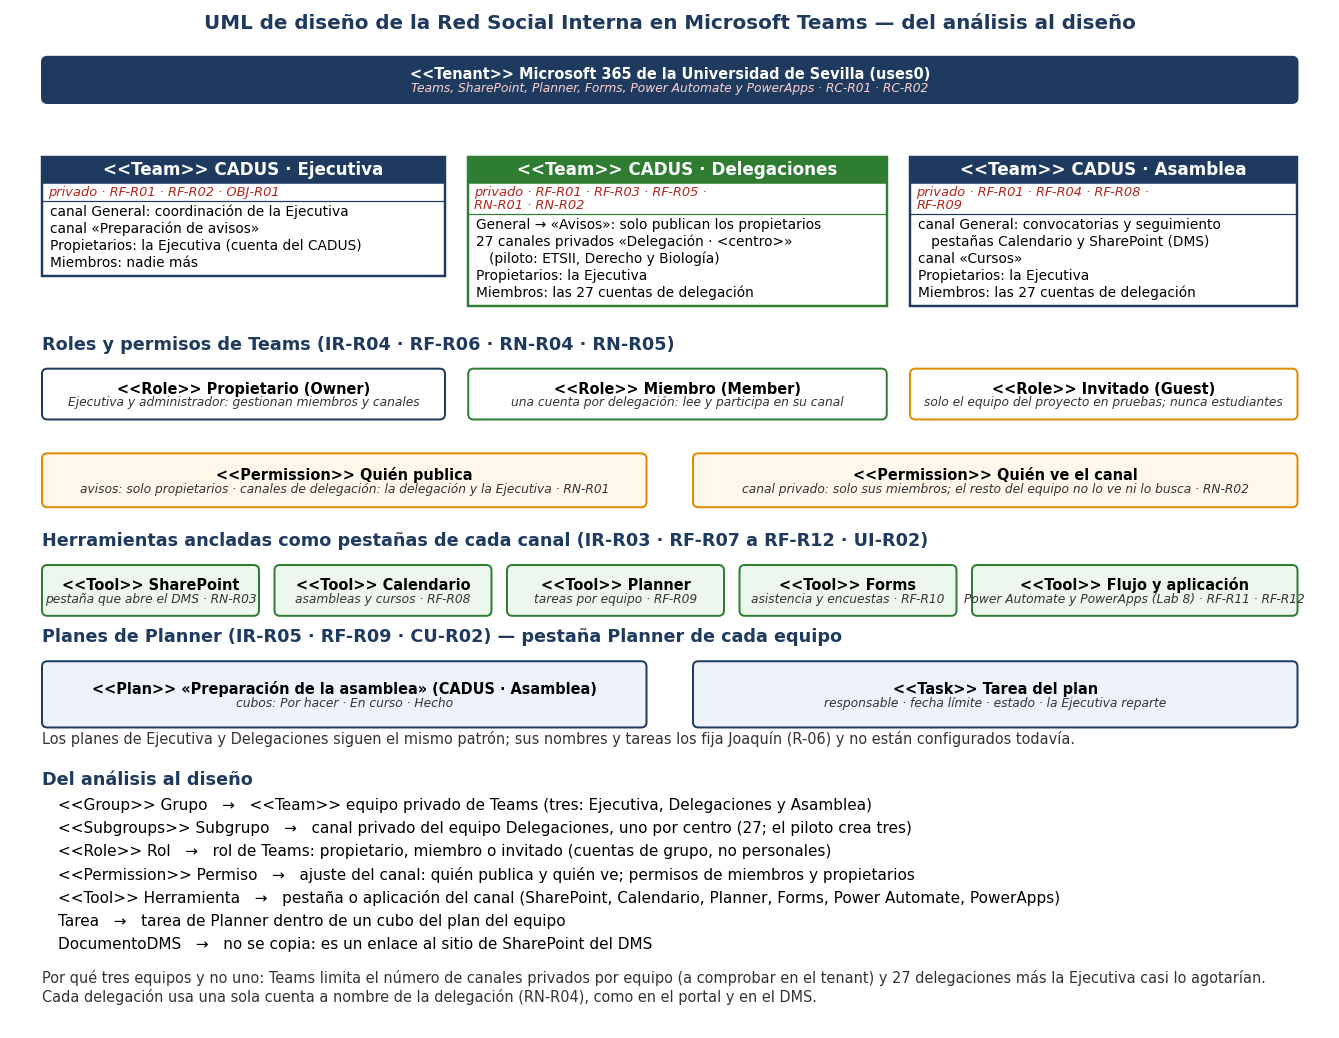 UML de diseño de la Red Social Interna en Microsoft Teams — del análisis al diseño
<<Tenant>> Microsoft 365 de la Universidad de Sevilla (uses0)
Teams, SharePoint, Planner, Forms, Power Automate y PowerApps · RC-R01 · RC-R02
<<Team>> CADUS · Ejecutiva
privado · RF-R01 · RF-R02 · OBJ-R01
canal General: coordinación de la Ejecutiva
canal «Preparación de avisos»
Propietarios: la Ejecutiva (cuenta del CADUS)
Miembros: nadie más
<<Team>> CADUS · Delegaciones
privado · RF-R01 · RF-R03 · RF-R05 ·
RN-R01 · RN-R02
General → «Avisos»: solo publican los propietarios
27 canales privados «Delegación · <centro>»
(piloto: ETSII, Derecho y Biología)
Propietarios: la Ejecutiva
Miembros: las 27 cuentas de delegación
<<Team>> CADUS · Asamblea
privado · RF-R01 · RF-R04 · RF-R08 ·
RF-R09
canal General: convocatorias y seguimiento
pestañas Calendario y SharePoint (DMS)
canal «Cursos»
Propietarios: la Ejecutiva
Miembros: las 27 cuentas de delegación
Roles y permisos de Teams (IR-R04 · RF-R06 · RN-R04 · RN-R05)
<<Role>> Propietario (Owner)
Ejecutiva y administrador: gestionan miembros y canales
<<Role>> Miembro (Member)
una cuenta por delegación: lee y participa en su canal
<<Role>> Invitado (Guest)
solo el equipo del proyecto en pruebas; nunca estudiantes
<<Permission>> Quién publica
avisos: solo propietarios · canales de delegación: la delegación y la Ejecutiva · RN-R01
<<Permission>> Quién ve el canal
canal privado: solo sus miembros; el resto del equipo no lo ve ni lo busca · RN-R02
Herramientas ancladas como pestañas de cada canal (IR-R03 · RF-R07 a RF-R12 · UI-R02)
<<Tool>> SharePoint
pestaña que abre el DMS · RN-R03
<<Tool>> Calendario
asambleas y cursos · RF-R08
<<Tool>> Planner
tareas por equipo · RF-R09
<<Tool>> Forms
asistencia y encuestas · RF-R10
<<Tool>> Flujo y aplicación
Power Automate y PowerApps (Lab 8) · RF-R11 · RF-R12
Planes de Planner (IR-R05 · RF-R09 · CU-R02) — pestaña Planner de cada equipo
<<Plan>> «Preparación de la asamblea» (CADUS · Asamblea)
cubos: Por hacer · En curso · Hecho
<<Task>> Tarea del plan
responsable · fecha límite · estado · la Ejecutiva reparte
Los planes de Ejecutiva y Delegaciones siguen el mismo patrón; sus nombres y tareas los fija Joaquín (R-06) y no están configurados todavía.
Del análisis al diseño
<<Group>> Grupo → <<Team>> equipo privado de Teams (tres: Ejecutiva, Delegaciones y Asamblea)
<<Subgroups>> Subgrupo → canal privado del equipo Delegaciones, uno por centro (27; el piloto crea tres)
<<Role>> Rol → rol de Teams: propietario, miembro o invitado (cuentas de grupo, no personales)
<<Permission>> Permiso → ajuste del canal: quién publica y quién ve; permisos de miembros y propietarios
<<Tool>> Herramienta → pestaña o aplicación del canal (SharePoint, Calendario, Planner, Forms, Power Automate, PowerApps)
Tarea → tarea de Planner dentro de un cubo del plan del equipo
DocumentoDMS → no se copia: es un enlace al sitio de SharePoint del DMS
Por qué tres equipos y no uno: Teams limita el número de canales privados por equipo (a comprobar en el tenant) y 27 delegaciones más la Ejecutiva casi lo agotarían.
Cada delegación usa una sola cuenta a nombre de la delegación (RN-R04), como en el portal y en el DMS.